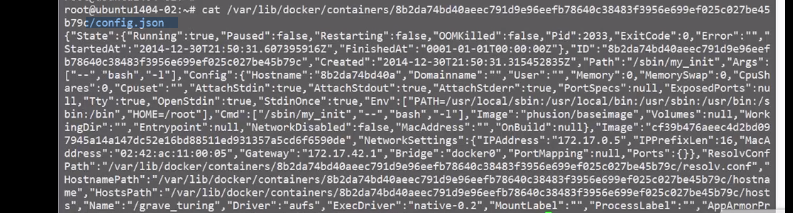 root@ubuntu1404-02:~# cat /var/lib/docker/containers/8b2da74bd40aeec791d9e96eefb78640c38483f3956e699ef025c027be45
b79c/config.json
{"State":{"Running":true,"Paused":false,"Restarting":false,"OOMKilled":false,"Pid":2033,"ExitCode":0,"Error":"","
StartedAt":"2014-12-30T21:50:31.607395916Z","FinishedAt":"0001-01-01T00:00:00Z"},"ID":"8b2da74bd40aeec791d9e96eef
b78640c38483f3956e699ef025c027be45b79c","Created":"2014-12-30T21:50:31.315452835Z","Path":"/sbin/my_init","Args"
:["--","bash","-l"],"Config":{"Hostname":"8b2da74bd40a","Domainname":"","User":"","Memory":0,"MemorySwap":0,"CpuS
hares":0,"Cpuset":"","AttachStdin":true,"AttachStdout":true,"AttachStderr":true,"PortSpecs":null,"ExposedPorts":nu
ll,"Tty":true,"OpenStdin":true,"StdinOnce":true,"Env":["PATH=/usr/local/sbin:/usr/local/bin:/usr/sbin:/usr/bin:/s
bin:/bin","HOME=/root"],"Cmd":["/sbin/my_init","--","bash","-l"],"Image":"phusion/baseimage","Volumes":null,"Work
ingDir":"","Entrypoint":null,"NetworkDisabled":false,"MacAddress":"","OnBuild":null},"Image":"cf39b476aeec4d2bd09
7945a14a147dc52e16bd88511ed931357a5cd6f6590de","NetworkSettings":{"IPAddress":"172.17.0.5","IPPrefixLen":16,"MacA
ddress":"02:42:ac:11:00:05","Gateway":"172.17.42.1","Bridge":"docker0","PortMapping":null,"Ports":{}},"ResolvConf
Path":"/var/lib/docker/containers/8b2da74bd40aeec791d9e96eefb78640c38483f3956e699ef025c027be45b79c/resolv.conf","
HostnamePath":"/var/lib/docker/containers/8b2da74bd40aeec791d9e96eefb78640c38483f3956e699ef025c027be45b79c/hostna
me","HostsPath":"/var/lib/docker/containers/8b2da74bd40aeec791d9e96eefb78640c38483f3956e699ef025c027be45b79c/host
s","Name":"/grave_turing","Driver":"aufs","ExecDriver":"native-0.2","MountLabel":"","ProcessLabel":"","AppArmorPr